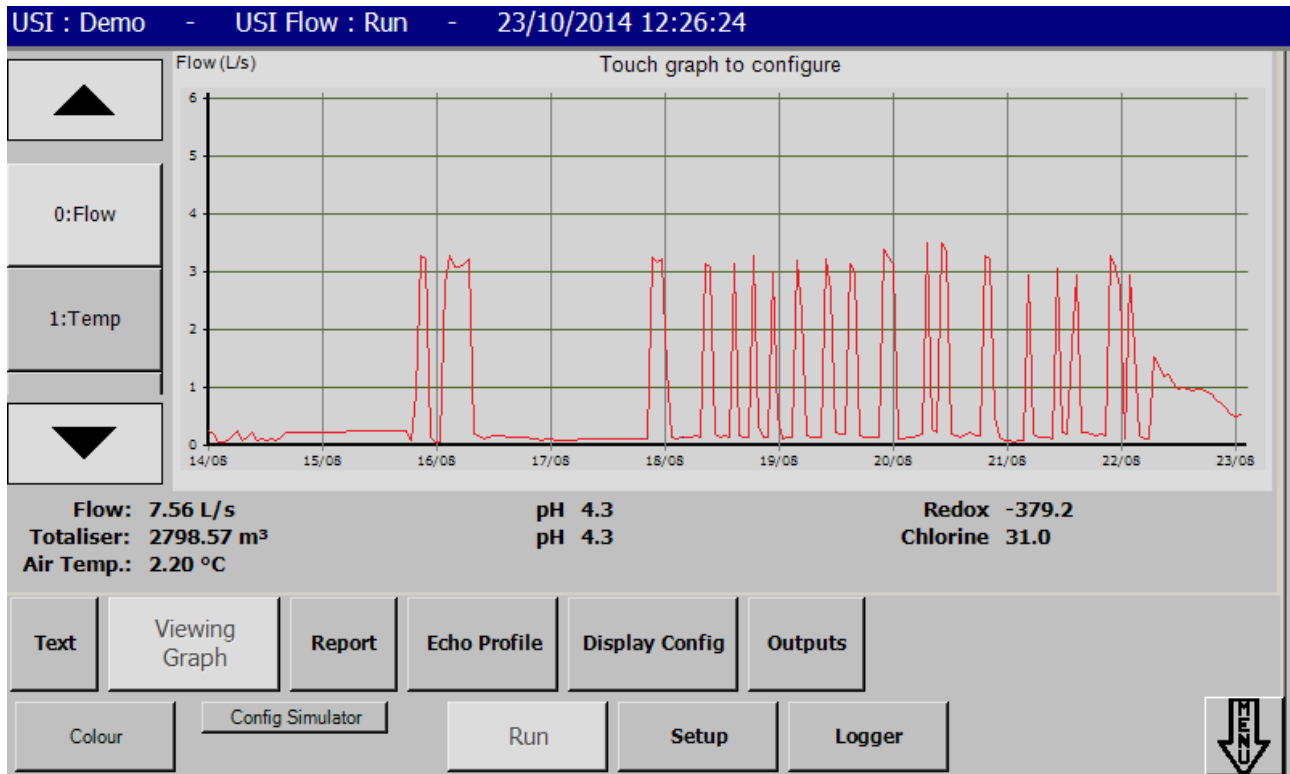 USI : Demo - USI Flow : Run - 23/10/2014 12:26:24
Flow (L/s)
Touch graph to configure
6
5
4
3
2
1
0
14/08 15/08 16/08 17/08 18/08 19/08 20/08 21/08 22/08 23/08
0:Flow
1:Temp
Flow: 7.56 L/s pH 4.3 Redox -379.2
Totaliser: 2798.57 m³ pH 4.3 Chlorine 31.0
Air Temp.: 2.20 °C
Text Viewing Graph Report Echo Profile Display Config Outputs
Colour Config Simulator Run Setup Logger MENU